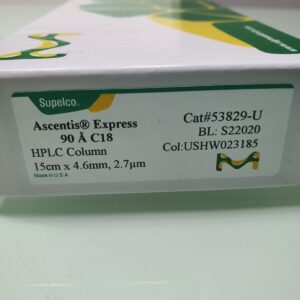 Supelco.
Ascentis® Express
90 Å C18
HPLC Column
15cm x 4.6mm, 2.7µm
Made in U.S.A.
Cat#53829-U
BL: S22020
Col:USHW023185
M